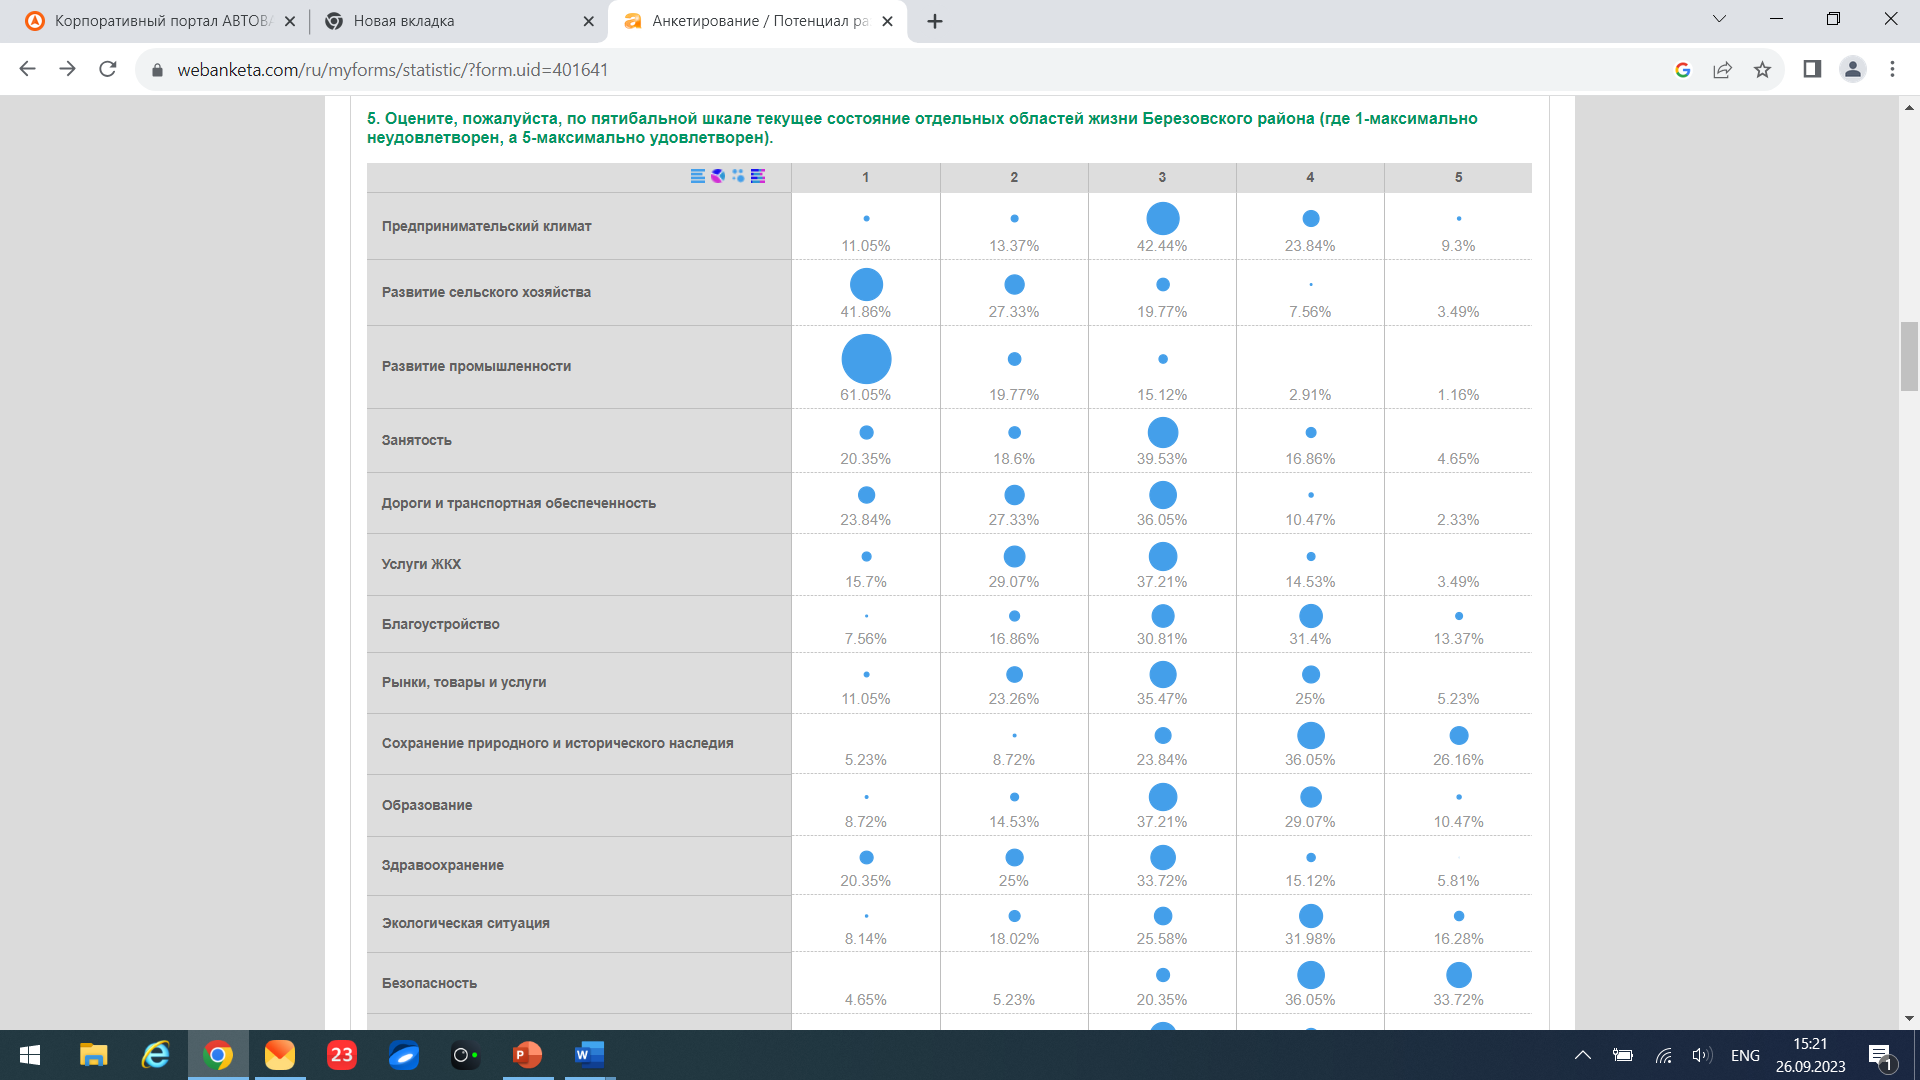 Корпоративный портал АВТОВА
Новая вкладка
Анкетирование / Потенциал ра
webanketa.com/ru/myforms/statistic/?form.uid=401641
5. Оцените, пожалуйста, по пятибальной шкале текущее состояние отдельных областей жизни Березовского района (где 1-максимально
неудовлетворен, а 5-максимально удовлетворен).
1 2 3 4 5
Предпринимательский климат 11.05% 13.37% 42.44% 23.84% 9.3%
Развитие сельского хозяйства 41.86% 27.33% 19.77% 7.56% 3.49%
Развитие промышленности 61.05% 19.77% 15.12% 2.91% 1.16%
Занятость 20.35% 18.6% 39.53% 16.86% 4.65%
Дороги и транспортная обеспеченность 23.84% 27.33% 36.05% 10.47% 2.33%
Услуги ЖКХ 15.7% 29.07% 37.21% 14.53% 3.49%
Благоустройство 7.56% 16.86% 30.81% 31.4% 13.37%
Рынки, товары и услуги 11.05% 23.26% 35.47% 25% 5.23%
Сохранение природного и исторического наследия 5.23% 8.72% 23.84% 36.05% 26.16%
Образование 8.72% 14.53% 37.21% 29.07% 10.47%
Здравоохранение 20.35% 25% 33.72% 15.12% 5.81%
Экологическая ситуация 8.14% 18.02% 25.58% 31.98% 16.28%
Безопасность 4.65% 5.23% 20.35% 36.05% 33.72%
23
P
W
ENG
15:21
26.09.2023
1